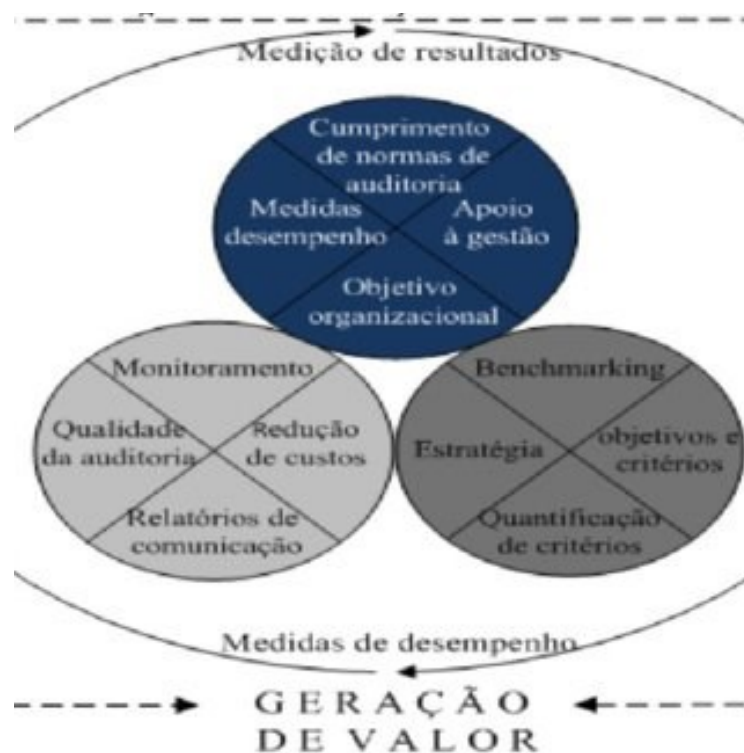 Medição de resultados
Cumprimento
de normas de
auditoria
Medidas
desempenho
Apoio
à gestão
Objetivo
organizacional
Monitoramento
Qualidade
da auditoria
Redução
de custos
Relatórios de
comunicação
Benchmarking
Estratégia
objetivos e
critérios
Quantificação
de critérios
Medidas de desempenho
GERAÇÃO
DE VALOR